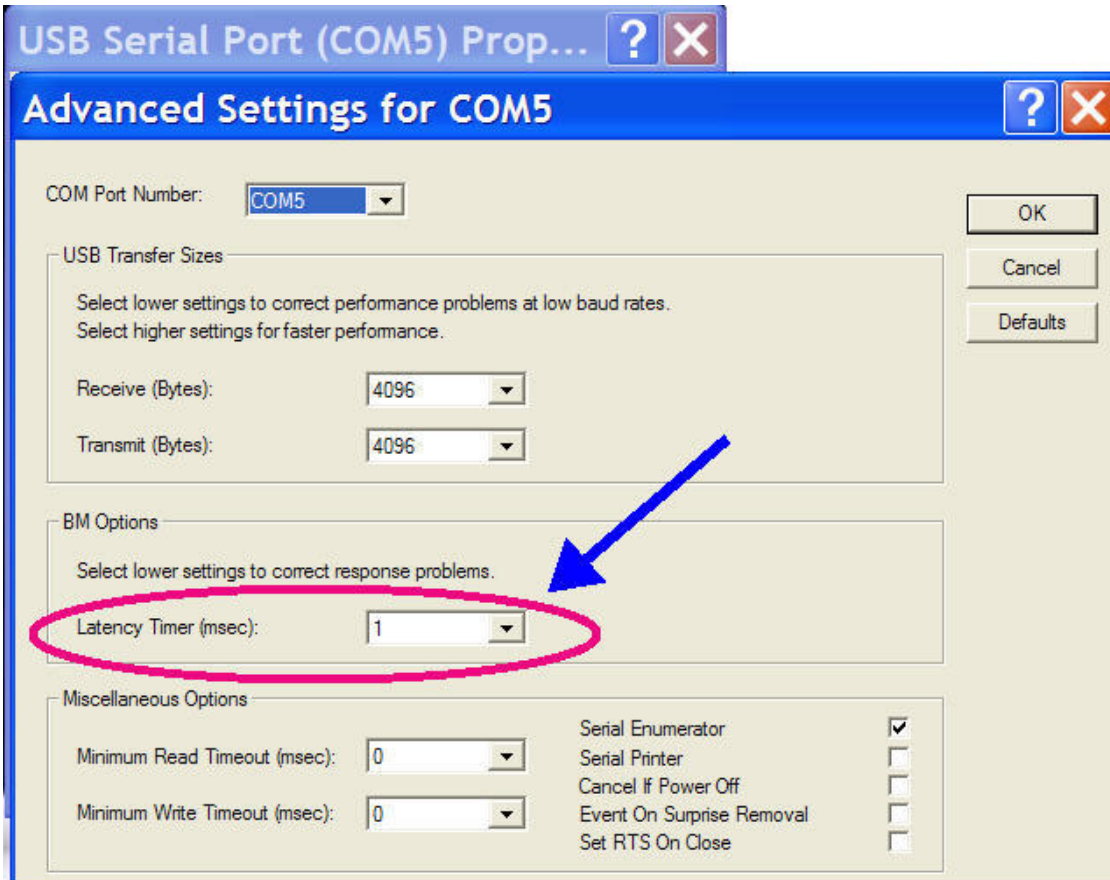 USB Serial Port (COM5) Prop...
Advanced Settings for COM5
COM Port Number: COM5
OK
USB Transfer Sizes
Cancel
Select lower settings to correct performance problems at low baud rates.
Defaults
Select higher settings for faster performance.
Receive (Bytes): 4096
Transmit (Bytes): 4096
BM Options
Select lower settings to correct response problems.
Latency Timer (msec): 1
Miscellaneous Options
Minimum Read Timeout (msec): 0
Minimum Write Timeout (msec): 0
Serial Enumerator
Serial Printer
Cancel If Power Off
Event On Surprise Removal
Set RTS On Close